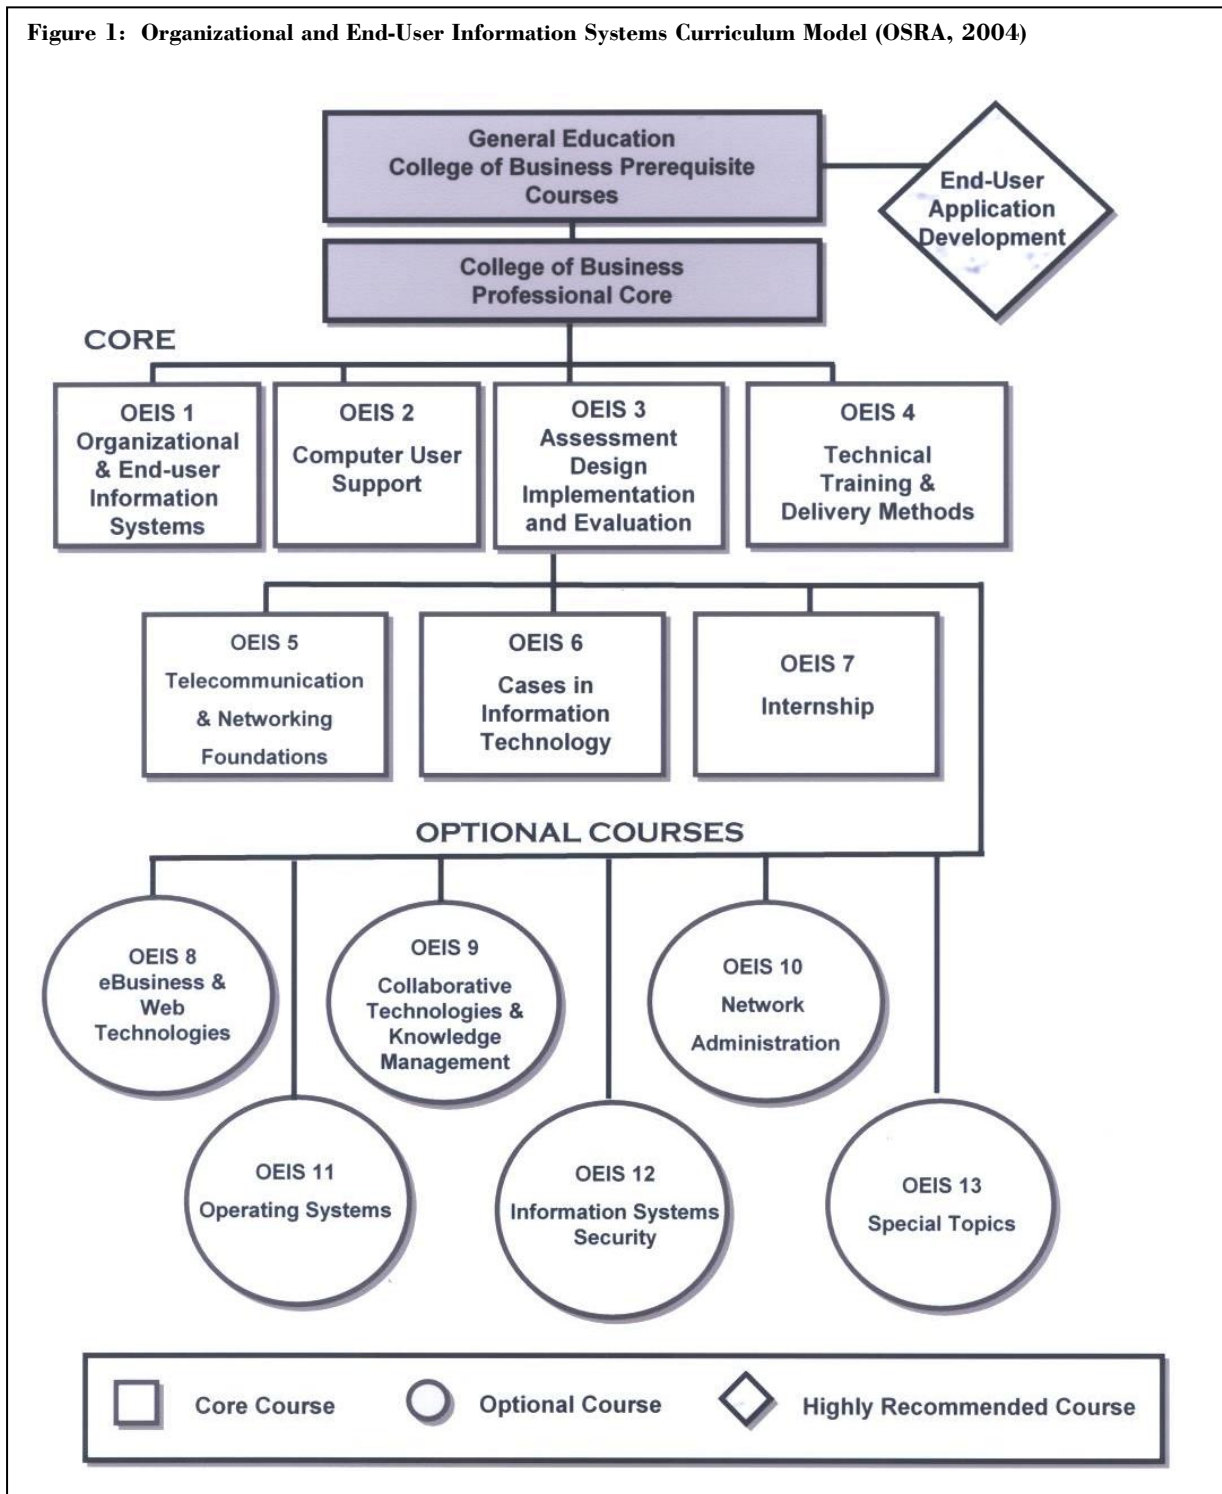 Figure 1: Organizational and End-User Information Systems Curriculum Model (OSRA, 2004)
General Education
College of Business Prerequisite
Courses
End-User
Application
Development
College of Business
Professional Core
CORE
OEIS 1
Organizational
& End-user
Information
Systems
OEIS 2
Computer User
Support
OEIS 3
Assessment
Design
Implementation
and Evaluation
OEIS 4
Technical
Training &
Delivery Methods
OEIS 5
Telecommunication
& Networking
Foundations
OEIS 6
Cases in
Information
Technology
OEIS 7
Internship
OPTIONAL COURSES
OEIS 8
eBusiness &
Web
Technologies
OEIS 9
Collaborative
Technologies &
Knowledge
Management
OEIS 10
Network
Administration
OEIS 11
Operating Systems
OEIS 12
Information Systems
Security
OEIS 13
Special Topics
Core Course
Optional Course
Highly Recommended Course